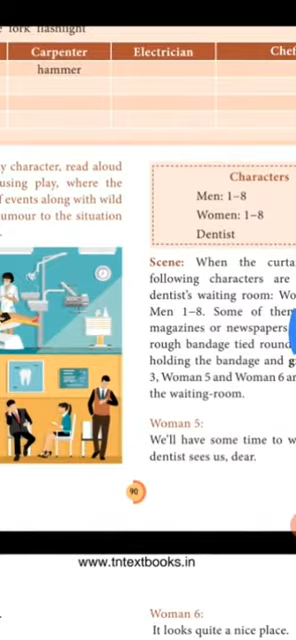 fork flashlight
Carpenter Electrician Chef
hammer
y character, read aloud
using play, where the
f events along with wild
umour to the situation
Characters
Men: 1–8
Women: 1–8
Dentist
Scene: When the
following characters are
dentist's waiting room:
Men 1–8. Some of
magazines or newspapers
rough bandage tied round
holding the bandage and
3, Woman 5 and Woman 6
the waiting-room.
Woman 5:
We'll have some time to
dentist sees us, dear.
90
www.tntextbooks.in
Woman 6:
It looks quite a nice place.